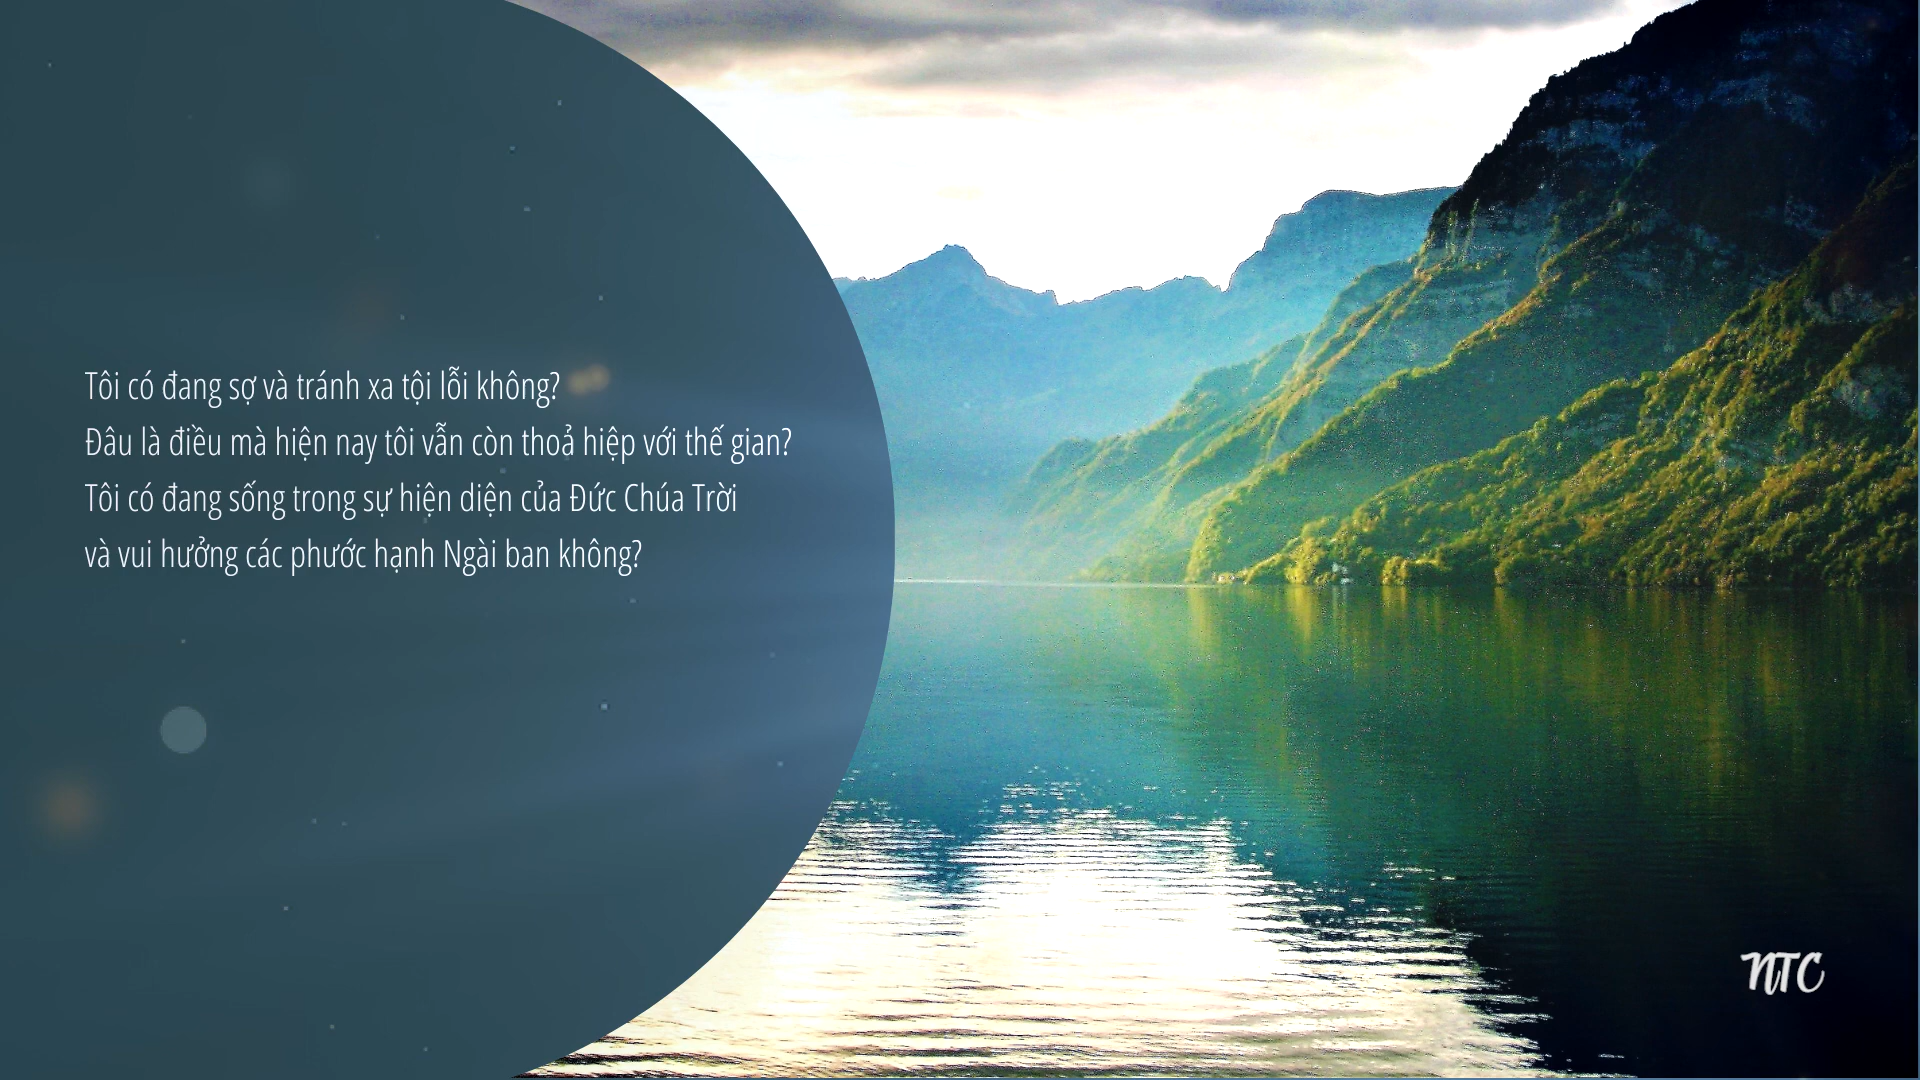 Tôi có đang sợ và tránh xa tội lỗi không?
Đâu là điều mà hiện nay tôi vẫn còn thoả hiệp với thế gian?
Tôi có đang sống trong sự hiện diện của Đức Chúa Trời
và vui hưởng các phước hạnh Ngài ban không?
NTC